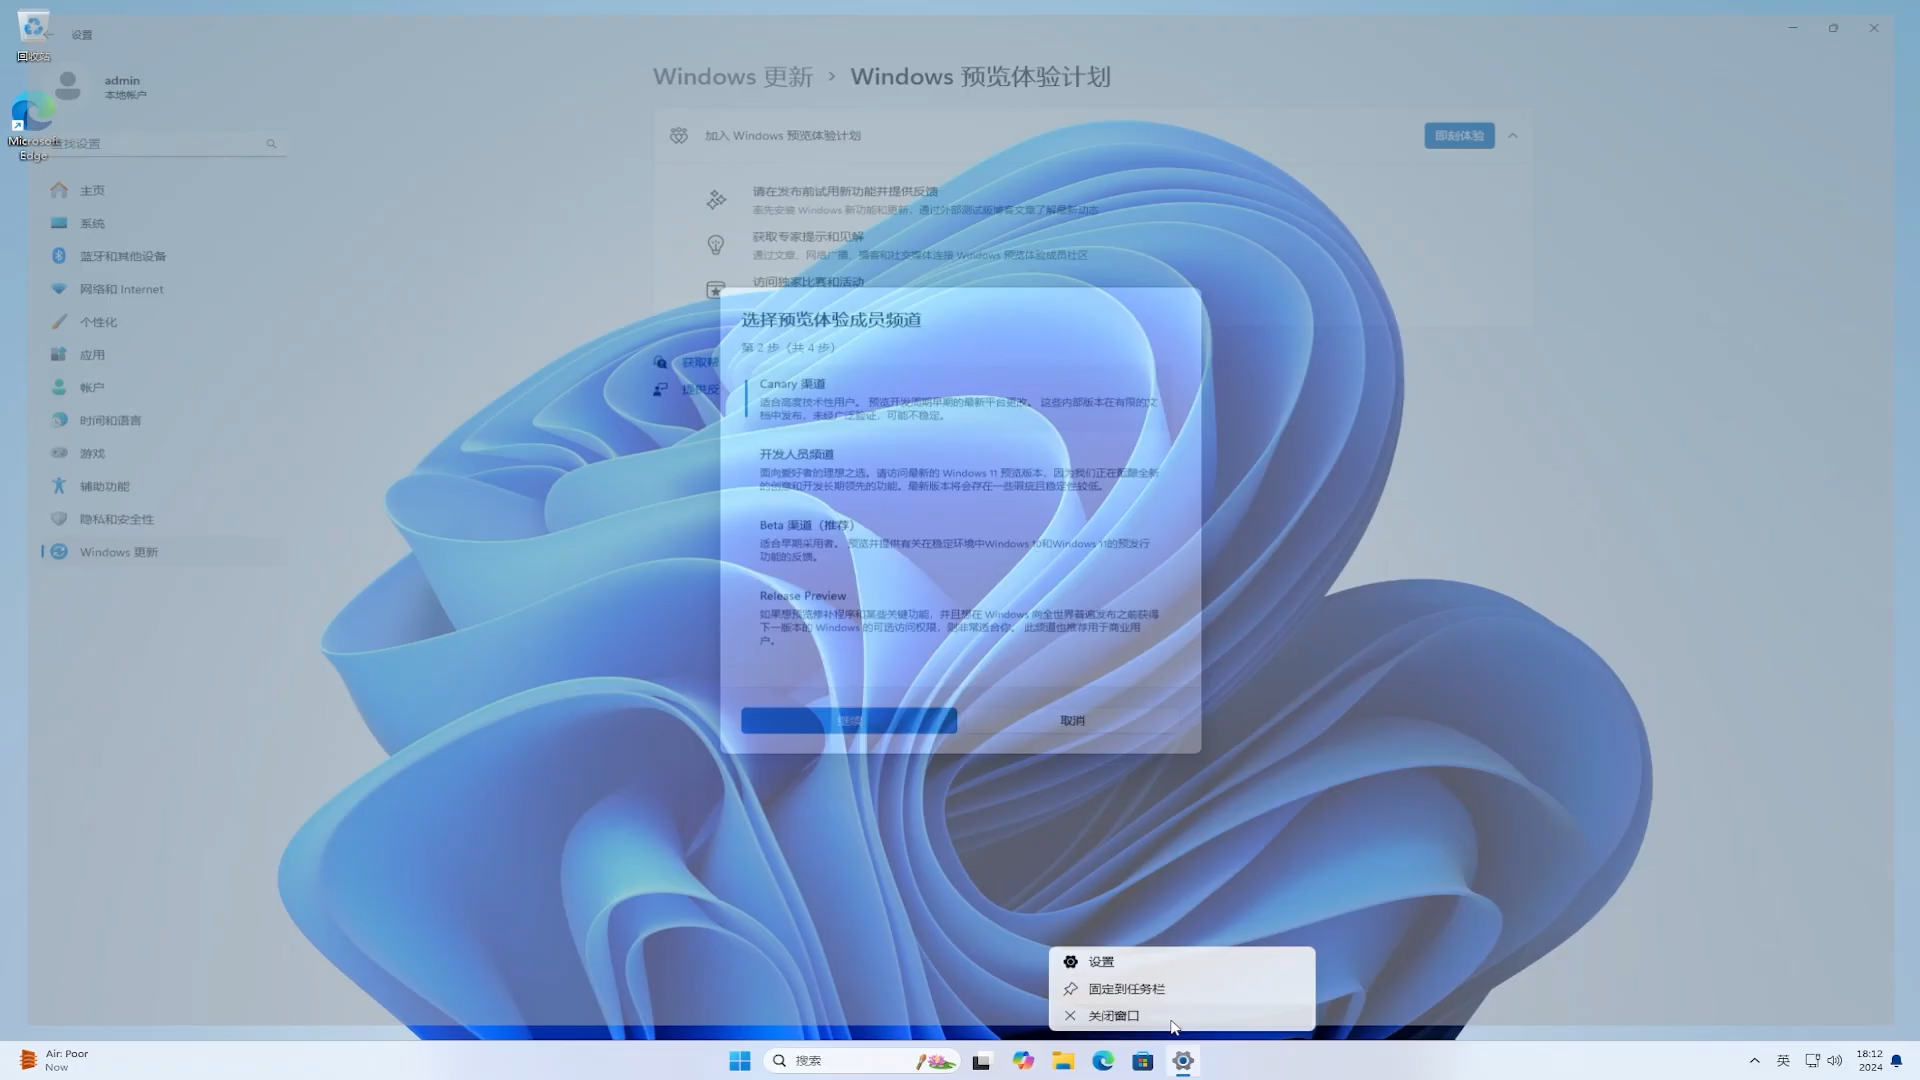 回收站
设置
admin
本地帐户
Microsoft
Edge
查找设置
主页
系统
蓝牙和其他设备
网络和 Internet
个性化
应用
帐户
时间和语言
游戏
辅助功能
隐私和安全性
Windows 更新
Windows 更新 › Windows 预览体验计划
加入 Windows 预览体验计划
即刻体验
请在发布前试用新功能并提供反馈
率先安装 Windows 新功能和更新，通过外部测试版博客文章了解最新动态
获取专家提示和见解
通过文章、网络广播、播客和社交媒体连接 Windows 预览体验成员社区
访问独家比赛和活动
获取帮
提供反
选择预览体验成员频道
第 2 步（共 4 步）
Canary 渠道
适合高度技术性用户。 预览开发周期早期的最新平台更改。 这些内部版本在有限的文
档中发布，未经广泛验证，可能不稳定。
开发人员频道
面向爱好者的理想之选。请访问最新的 Windows 11 预览版本，因为我们正在酝酿全新
的创意和开发长期领先的功能。最新版本将会存在一些瑕疵且稳定性较低。
Beta 渠道（推荐）
适合早期采用者。 预览并提供有关在稳定环境中Windows 10和Windows 11的预发行
功能的反馈。
Release Preview
如果想预览修补程序和某些关键功能，并且想在 Windows 向全世界普遍发布之前获得
下一版本的 Windows 的可选访问权限，则非常适合你。 此频道也推荐用于商业用
户。
继续
取消
设置
固定到任务栏
关闭窗口
Air: Poor
Now
搜索
英
18:12
2024